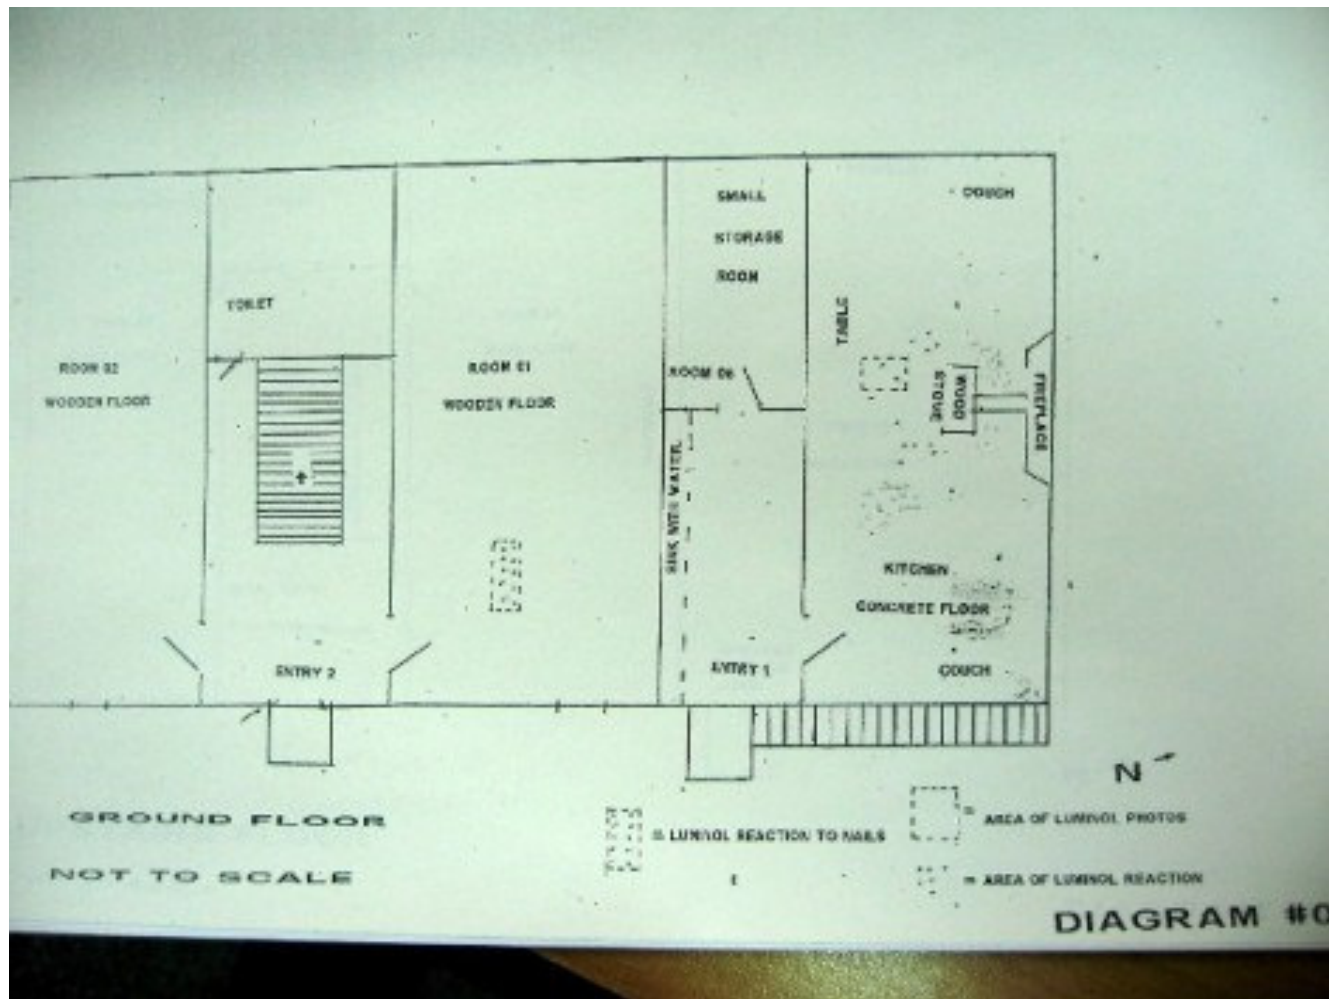 SMALL
STORAGE
ROOM
COUCH
TOILET
TABLE
ROOM 02
WOODEN FLOOR
ROOM 01
WOODEN FLOOR
ROOM 06
WOOD
STOVE
FIREPLACE
SINK WITH WATER
KITCHEN
CONCRETE FLOOR
ENTRY 2
ENTRY 1
COUCH
N
GROUND FLOOR
NOT TO SCALE
= LUMINOL REACTION TO NAILS
= AREA OF LUMINOL PHOTOS
= AREA OF LUMINOL REACTION
DIAGRAM #0